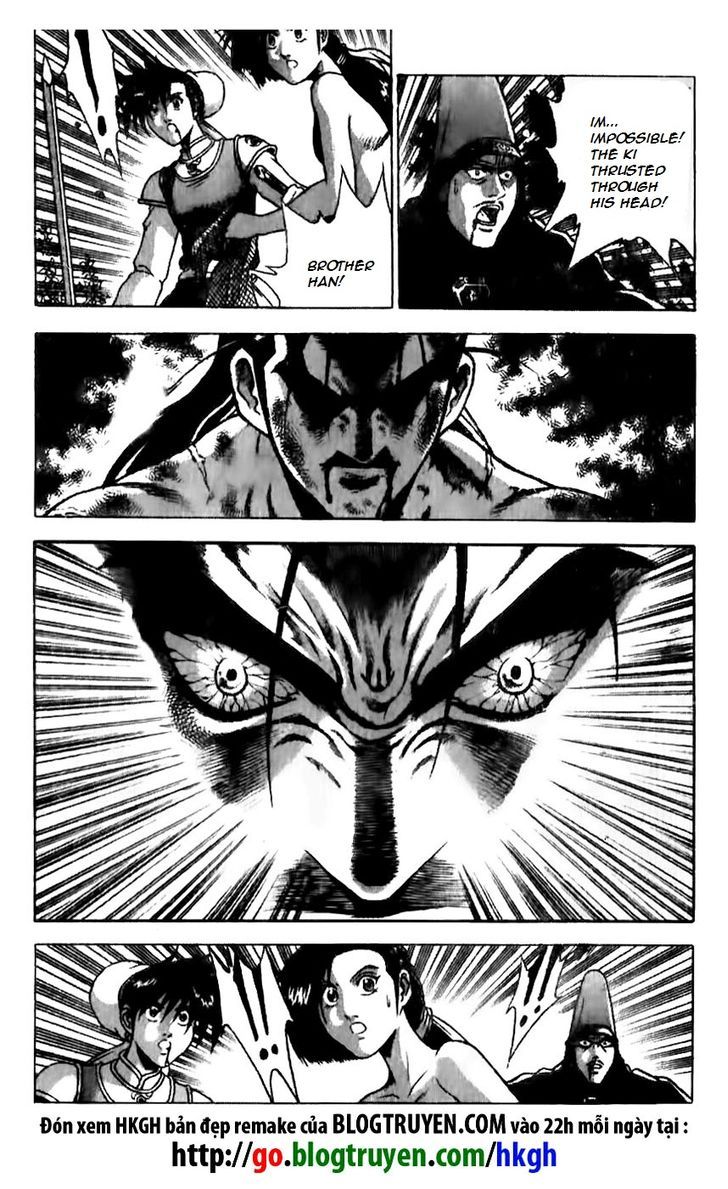 IM...
IMPOSSIBLE!
THE KI
THRUSTED
THROUGH
HIS HEAD!
BROTHER
HAN!
Đón xem HKGH bản đẹp remake của BLOGTRUYEN.COM vào 22h mỗi ngày tại :
http://go.blogtruyen.com/hkgh